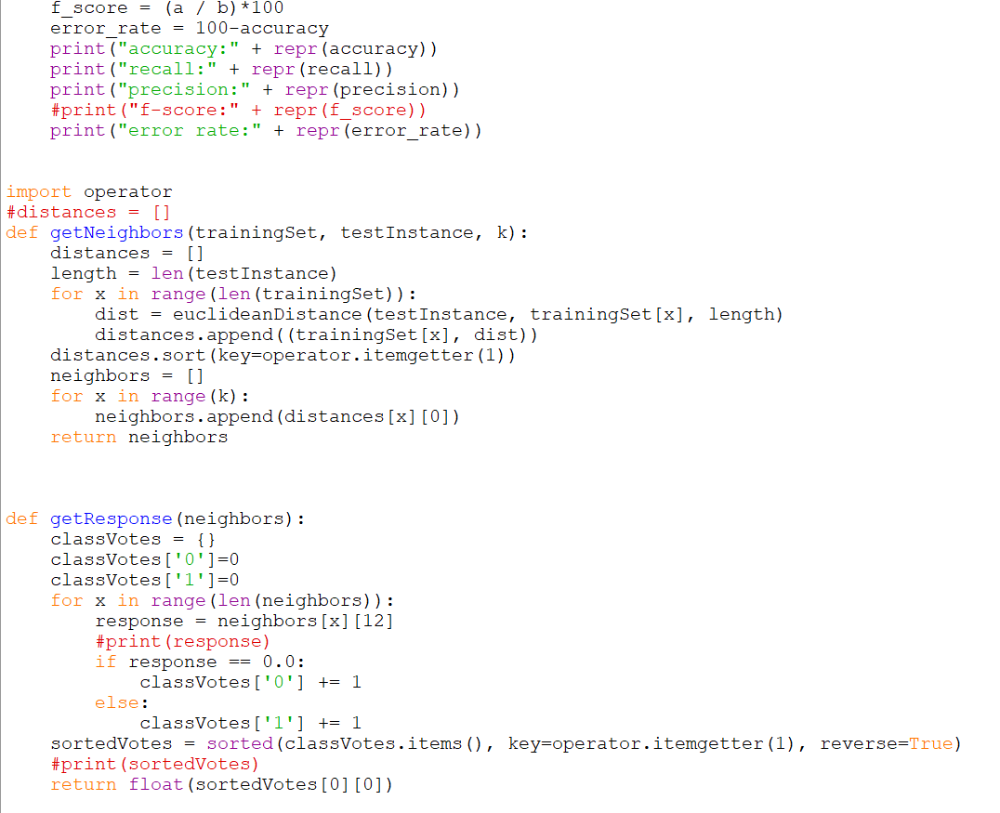 f_score = (a / b)*100
    error_rate = 100-accuracy
    print("accuracy:" + repr(accuracy))
    print("recall:" + repr(recall))
    print("precision:" + repr(precision))
    #print("f-score:" + repr(f_score))
    print("error rate:" + repr(error_rate))
import operator
#distances = []
def getNeighbors(trainingSet, testInstance, k):
    distances = []
    length = len(testInstance)
    for x in range(len(trainingSet)):
        dist = euclideanDistance(testInstance, trainingSet[x], length)
        distances.append((trainingSet[x], dist))
    distances.sort(key=operator.itemgetter(1))
    neighbors = []
    for x in range(k):
        neighbors.append(distances[x][0])
    return neighbors
def getResponse(neighbors):
    classVotes = {}
    classVotes['0']=0
    classVotes['1']=0
    for x in range(len(neighbors)):
        response = neighbors[x][12]
        #print(response)
        if response == 0.0:
            classVotes['0'] += 1
        else:
            classVotes['1'] += 1
    sortedVotes = sorted(classVotes.items(), key=operator.itemgetter(1), reverse=True)
    #print(sortedVotes)
    return float(sortedVotes[0][0])